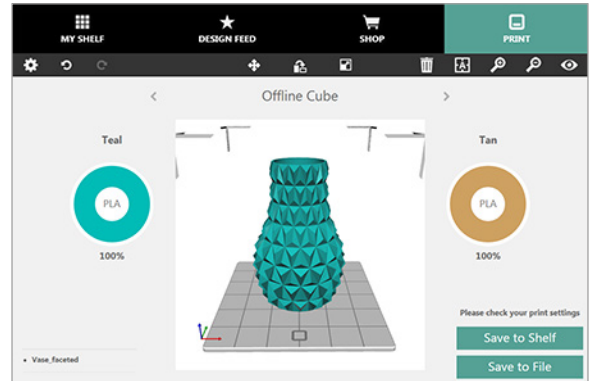 MY SHELF
DESIGN FEED
SHOP
PRINT
A
Offline Cube
Teal
Tan
PLA
PLA
100%
100%
Please check your print settings
Save to Shelf
Save to File
• Vase_faceted